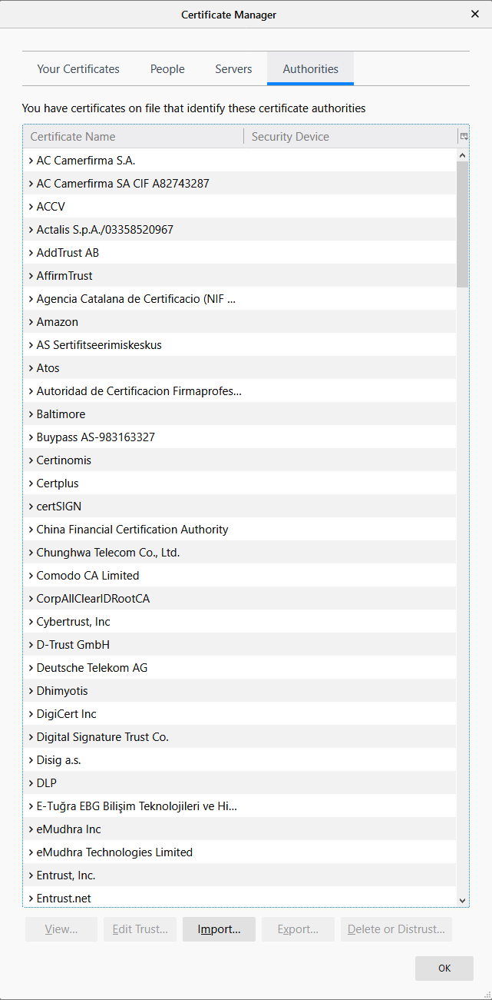 Certificate Manager
Your Certificates People Servers Authorities
You have certificates on file that identify these certificate authorities
Certificate Name Security Device
AC Camerfirma S.A.
AC Camerfirma SA CIF A82743287
ACCV
Actalis S.p.A./03358520967
AddTrust AB
AffirmTrust
Agencia Catalana de Certificacio (NIF ...
Amazon
AS Sertifitseerimiskeskus
Atos
Autoridad de Certificacion Firmaprofes...
Baltimore
Buypass AS-983163327
Certinomis
Certplus
certSIGN
China Financial Certification Authority
Chunghwa Telecom Co., Ltd.
Comodo CA Limited
CorpAllClearIDRootCA
Cybertrust, Inc
D-Trust GmbH
Deutsche Telekom AG
Dhimyotis
DigiCert Inc
Digital Signature Trust Co.
Disig a.s.
DLP
E-Tuğra EBG Bilişim Teknolojileri ve Hi...
eMudhra Inc
eMudhra Technologies Limited
Entrust, Inc.
Entrust.net
View... Edit Trust... Import... Export... Delete or Distrust...
OK